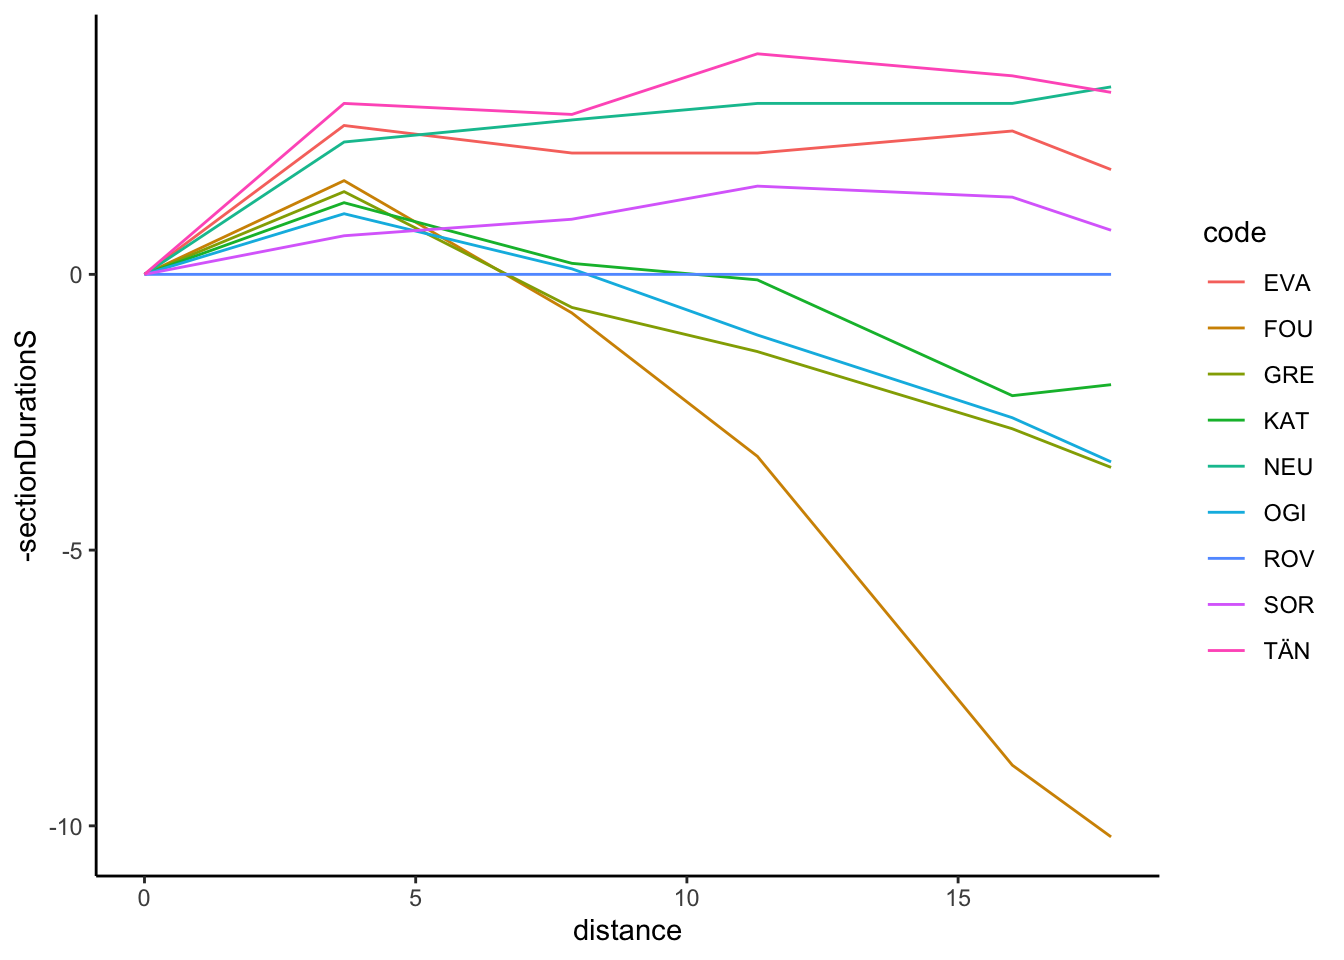 0
-5
-10
-sectionDurationS
0 5 10 15
distance
code
EVA
FOU
GRE
KAT
NEU
OGI
ROV
SOR
TÄN